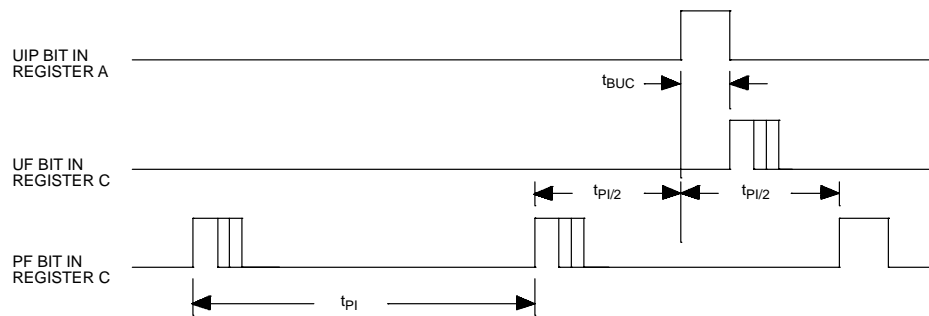 UIP BIT IN
REGISTER A
tBUC
UF BIT IN
REGISTER C
tPI/2 tPI/2
PF BIT IN
REGISTER C
tPI